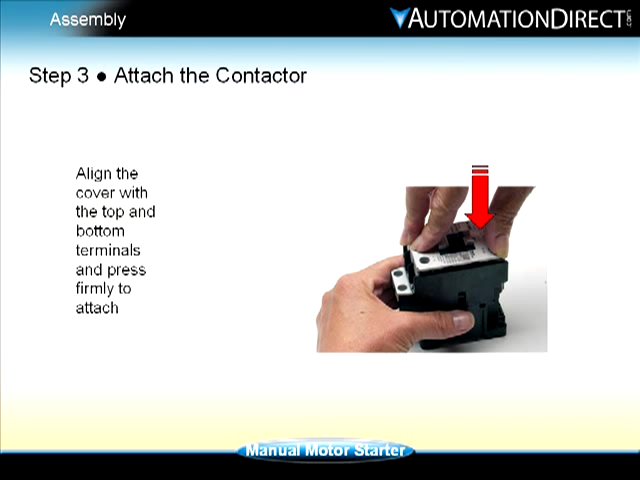 Assembly
AUTOMATIONDIRECT.com
Step 3 ● Attach the Contactor
Align the
cover with
the top and
bottom
terminals
and press
firmly to
attach
Manual Motor Starter